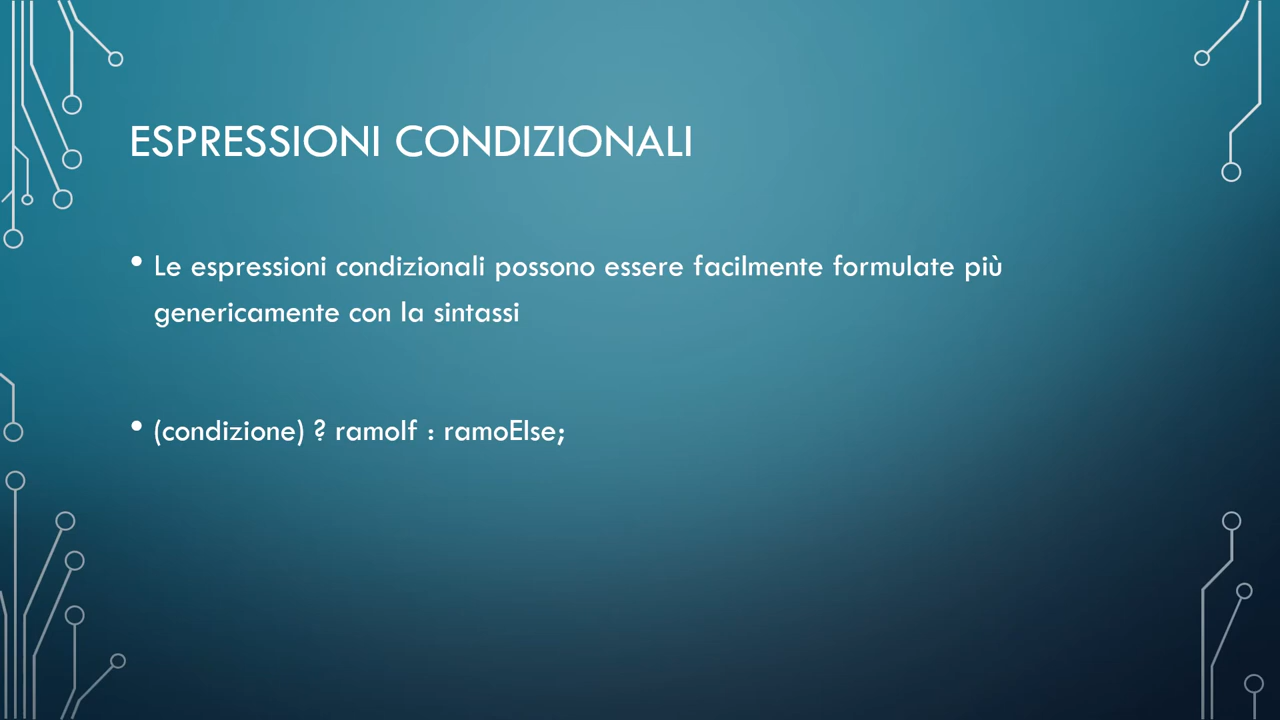 ESPRESSIONI CONDIZIONALI
• Le espressioni condizionali possono essere facilmente formulate più
genericamente con la sintassi
• (condizione) ? ramoIf : ramoElse;